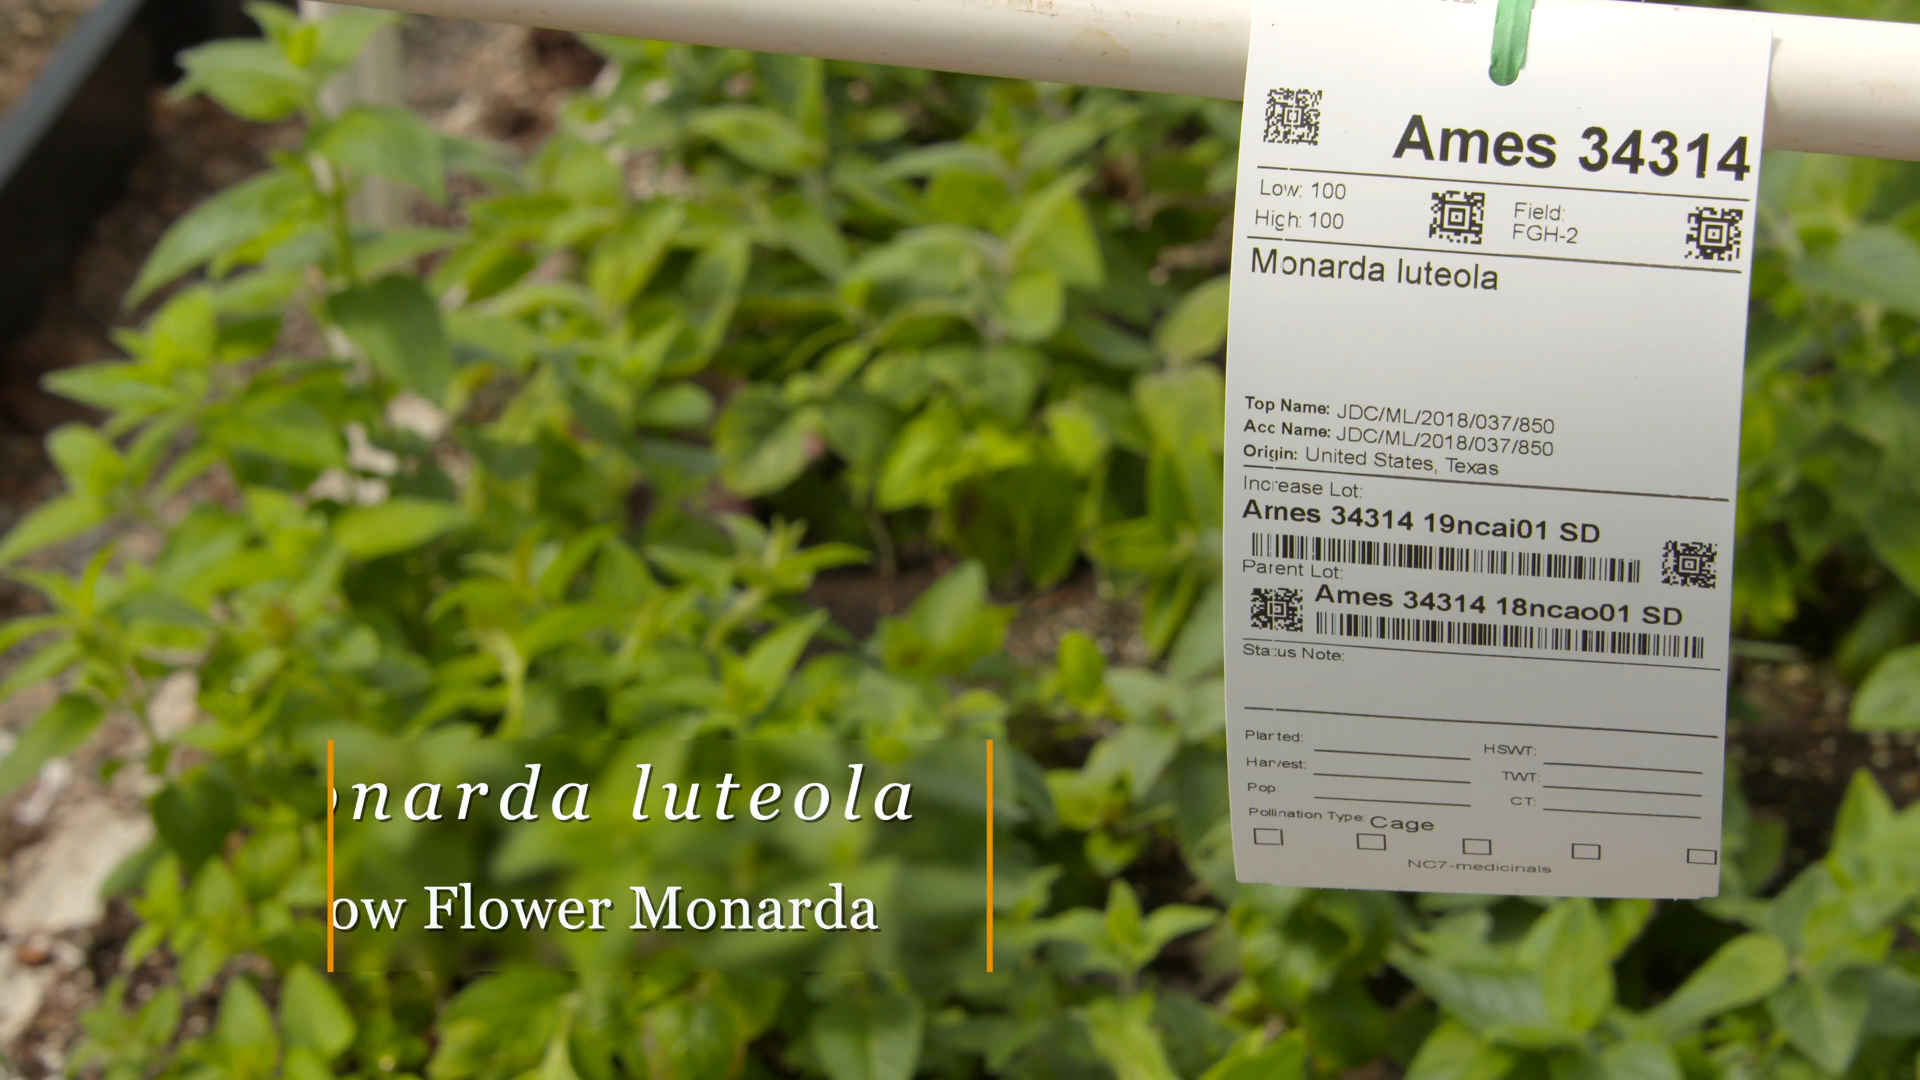 Ames 34314
Low: 100
High: 100
Field:
FGH-2
Monarda luteola
Top Name: JDC/ML/2018/037/850
Acc Name: JDC/ML/2018/037/850
Origin: United States, Texas
Increase Lot:
Ames 34314 19ncai01 SD
Parent Lot:
Ames 34314 18ncao01 SD
Status Note:
Planted:
HSWT:
Harvest:
TWT:
Pop
CT:
Pollination Type: Cage
NC7-medicinals
onarda luteola
ow Flower Monarda